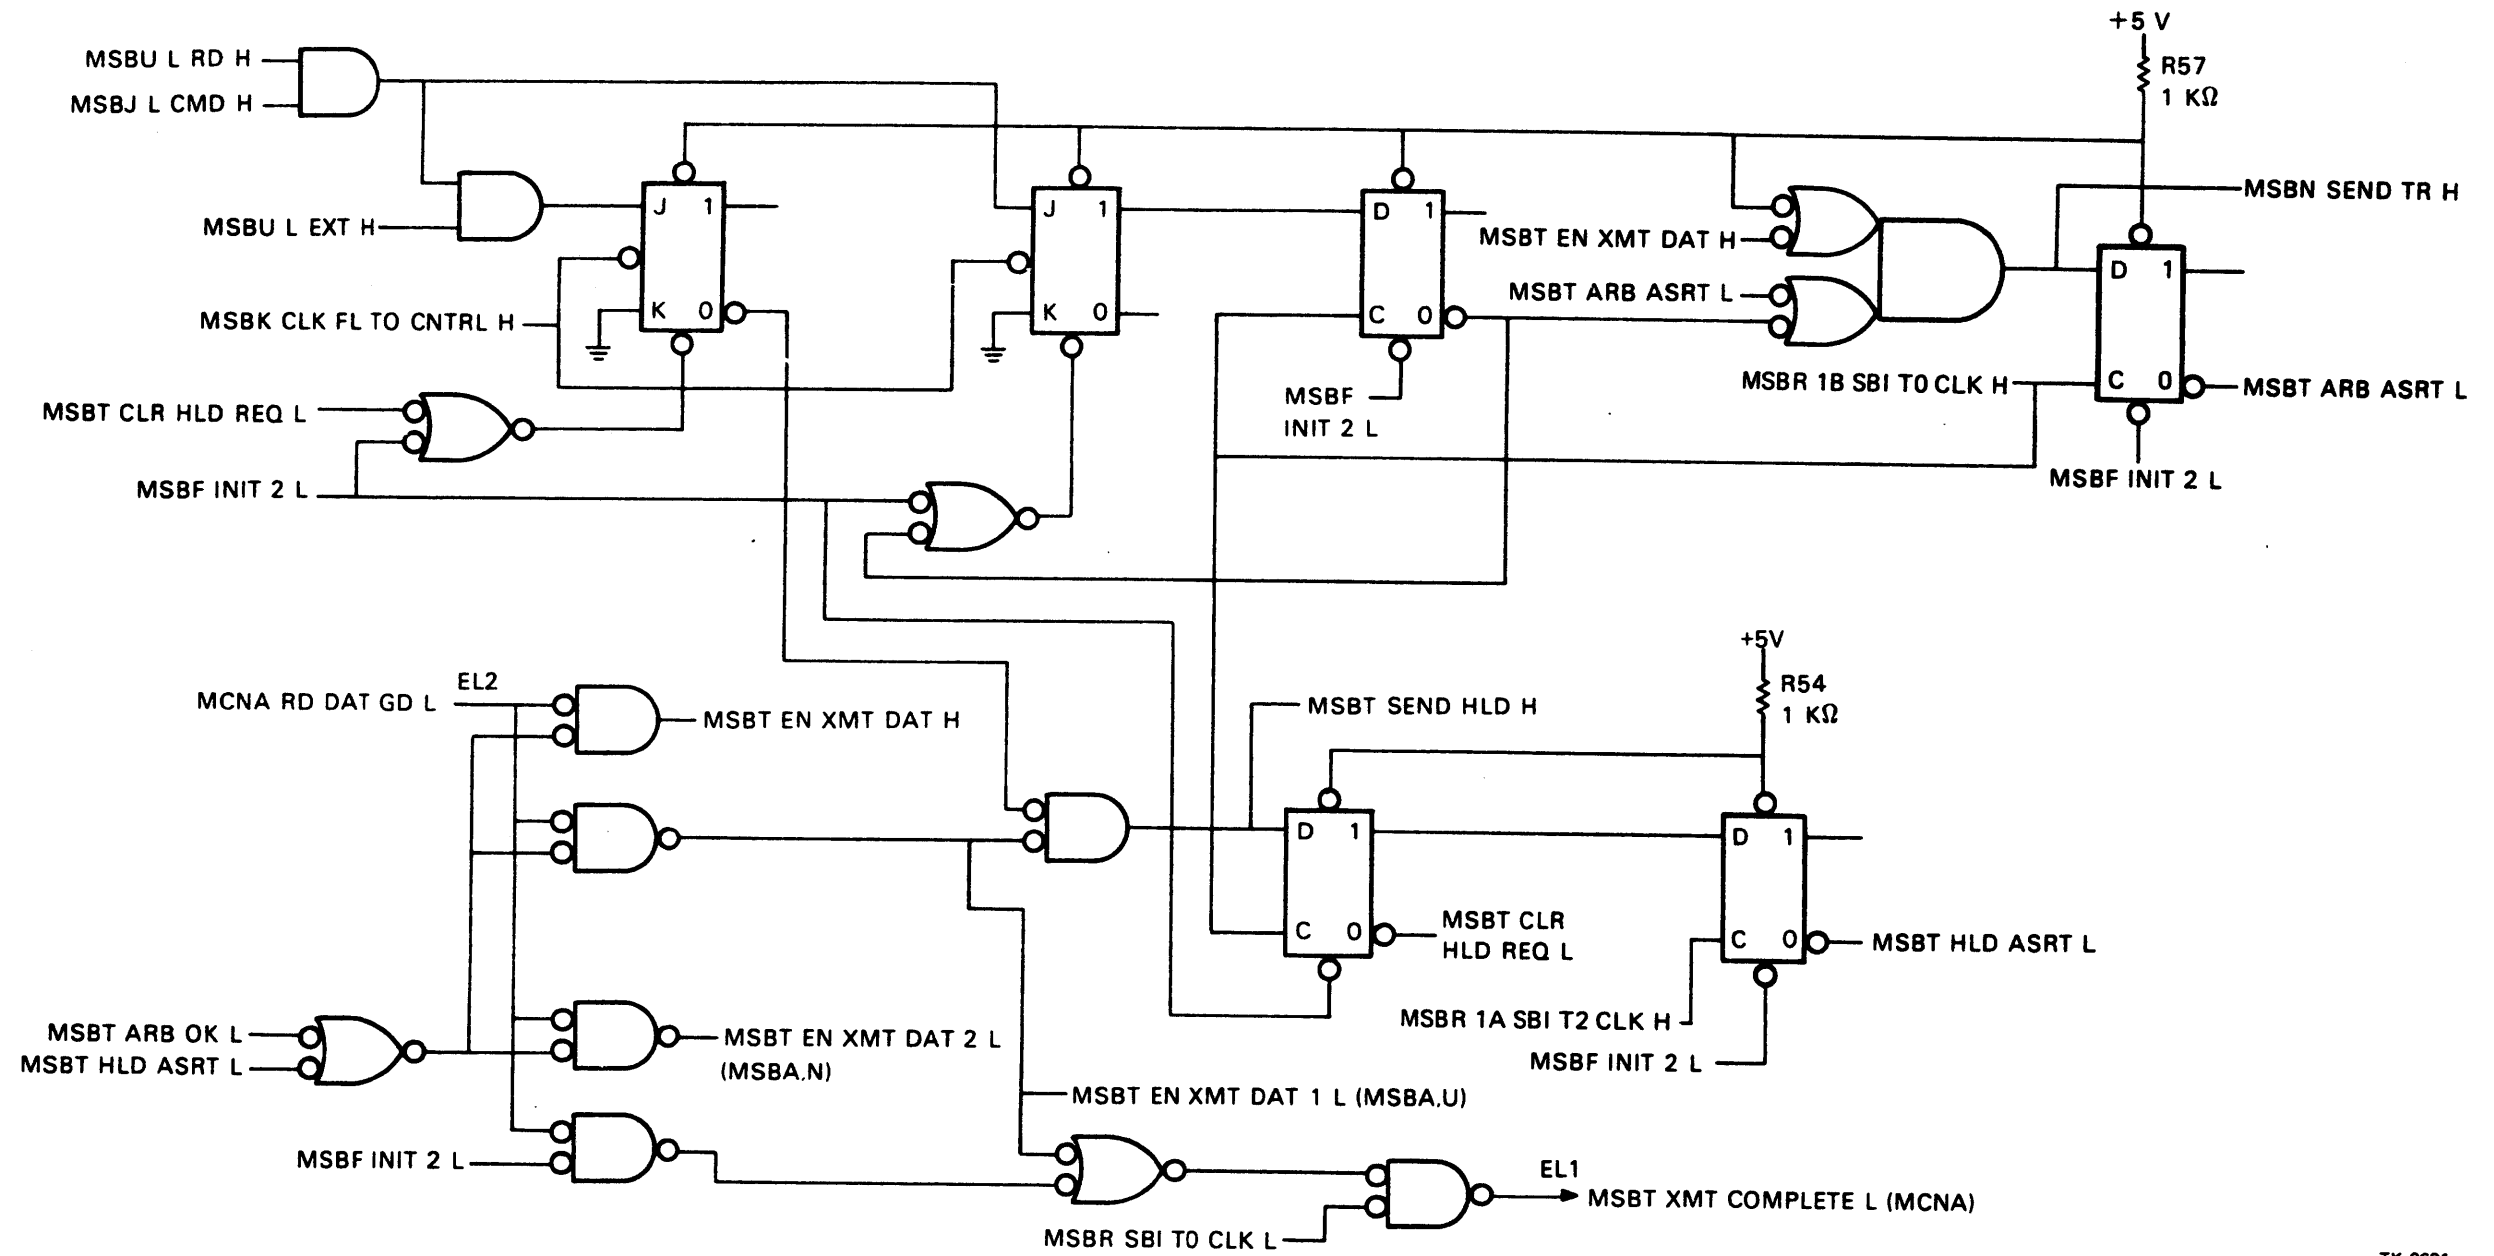 +5 V
R57
1 KΩ
MSBU L RD H
MSBJ L CMD H
MSBU L EXT H
J 1
K 0
J 1
K 0
D 1
C 0
MSBT EN XMT DAT H
MSBT ARB ASRT L
MSBN SEND TR H
D 1
C 0
MSBK CLK FL TO CNTRL H
MSBR 1B SBI T0 CLK H
MSBT ARB ASRT L
MSBT CLR HLD REQ L
MSBF
INIT 2 L
MSBF INIT 2 L
MSBF INIT 2 L
+5V
R54
1 KΩ
EL2
MCNA RD DAT GD L
MSBT EN XMT DAT H
MSBT SEND HLD H
D 1
C 0
D 1
C 0
MSBT CLR
HLD REQ L
MSBT HLD ASRT L
MSBR 1A SBI T2 CLK H
MSBF INIT 2 L
MSBT ARB OK L
MSBT HLD ASRT L
MSBT EN XMT DAT 2 L
(MSBA,N)
MSBT EN XMT DAT 1 L (MSBA,U)
MSBF INIT 2 L
EL1
MSBT XMT COMPLETE L (MCNA)
MSBR SBI T0 CLK L